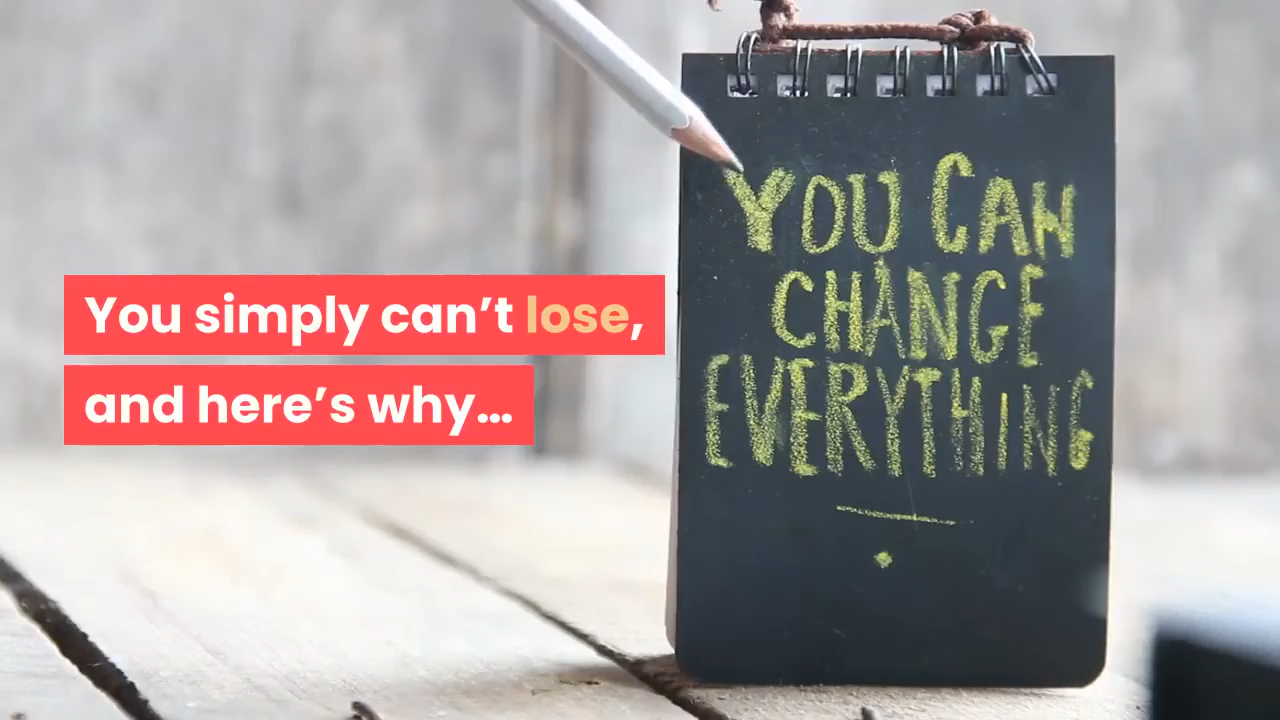 You simply can’t lose,
and here’s why…
YOU CAN
CHANGE
EVERYTHING